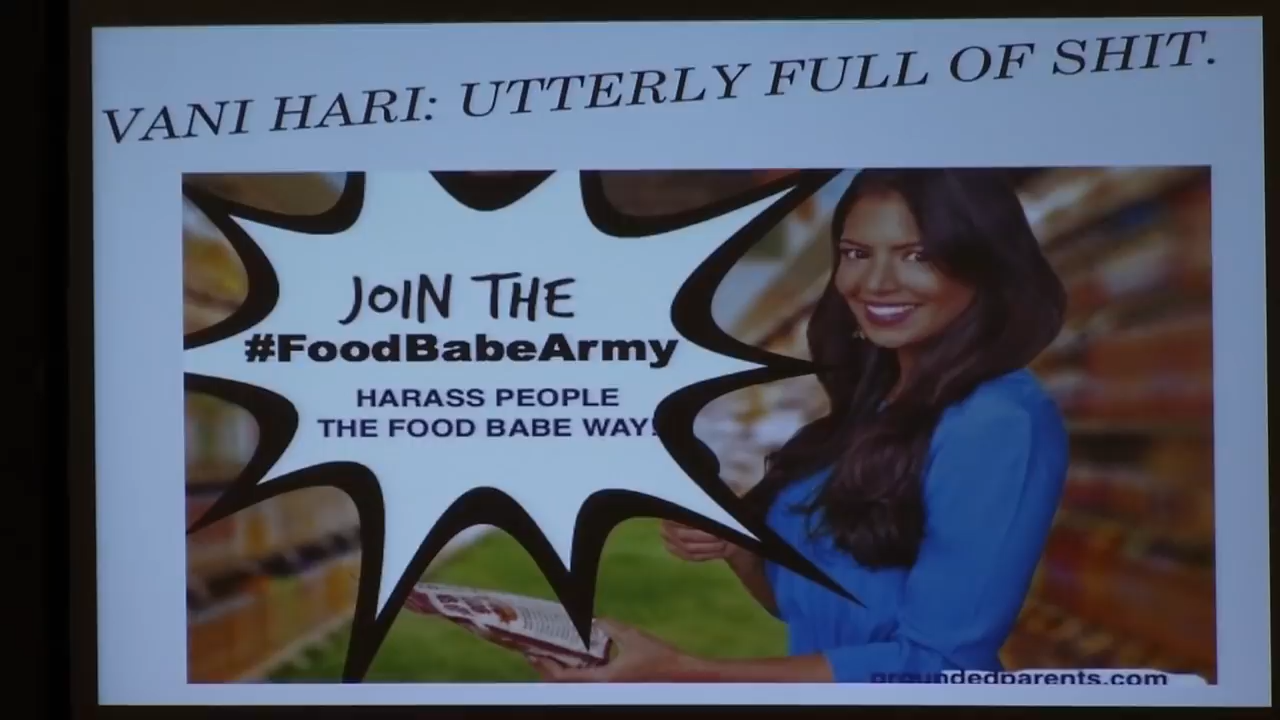 VANI HARI: UTTERLY FULL OF SHIT.
JOIN THE
#FoodBabeArmy
HARASS PEOPLE
THE FOOD BABE WAY!
groundedparents.com